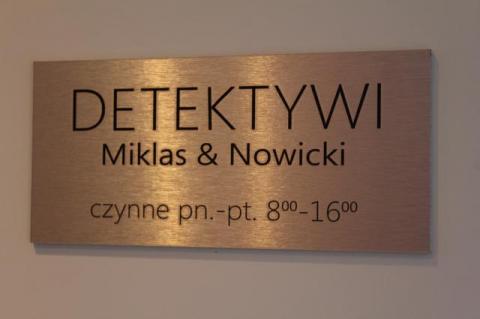 DETEKTYWI
Miklas & Nowicki
czynne pn.-pt. 8⁰⁰-16⁰⁰